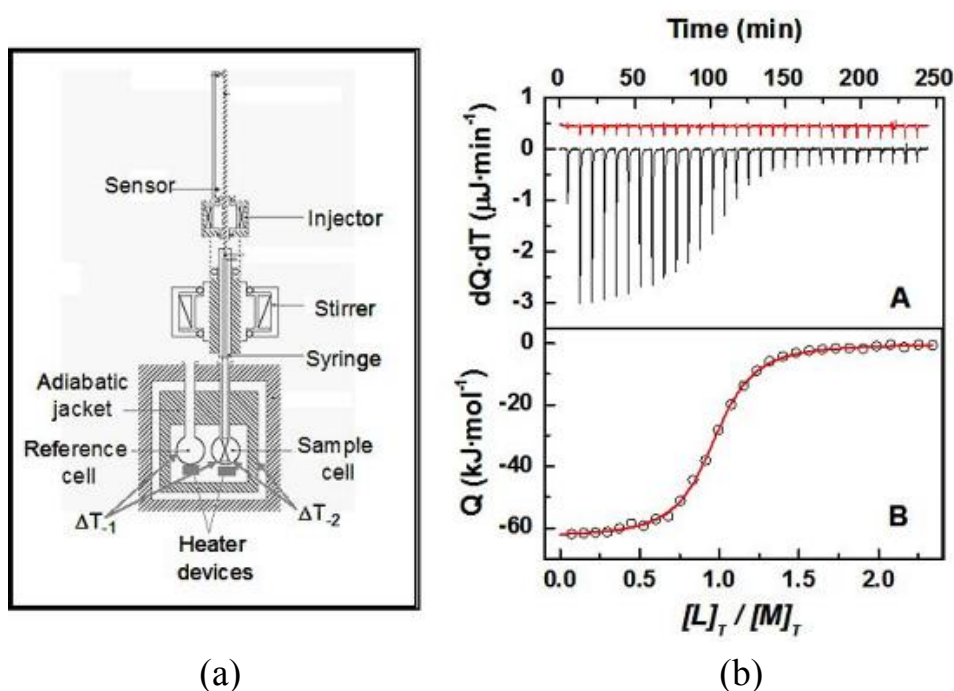 Sensor
Injector
Stirrer
Syringe
Adiabatic
jacket
Reference
cell
Sample
cell
ΔT-1
ΔT-2
Heater
devices
(a)
Time (min)
0 50 100 150 200 250
1
0
-1
-2
-3
dQ·dT (µJ·min-1)
A
0
-20
-40
-60
Q (kJ·mol-1)
B
0.0 0.5 1.0 1.5 2.0
[L]T / [M]T
(b)